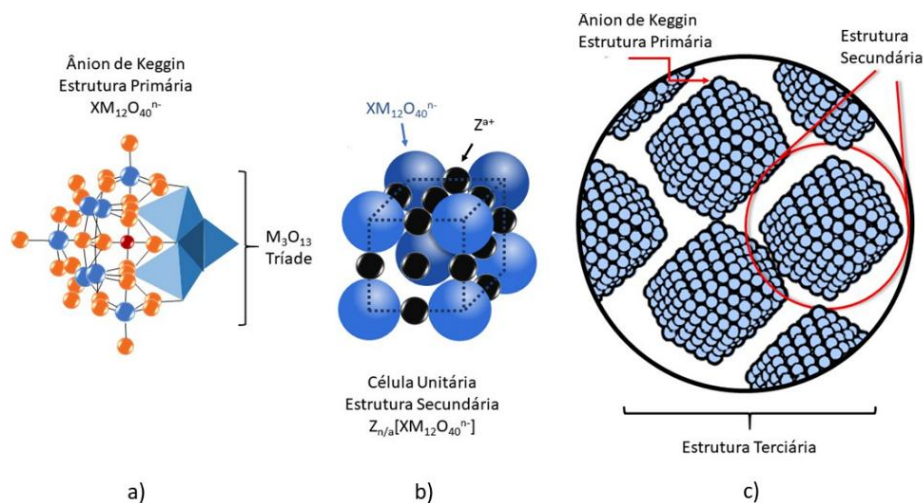 Ânion de Keggin
Estrutura Primária
XM₁₂O₄₀ⁿ⁻
M₃O₁₃
Tríade
a)
XM₁₂O₄₀ⁿ⁻
Zᵃ⁺
Célula Unitária
Estrutura Secundária
Zₙ/ₐ[XM₁₂O₄₀ⁿ⁻]
b)
Ânion de Keggin
Estrutura Primária
Estrutura
Secundária
Estrutura Terciária
c)